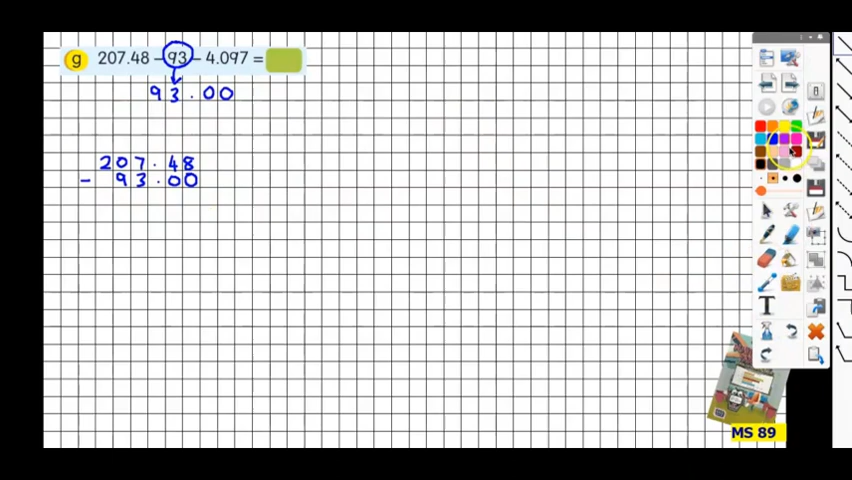 g 207.48 – 93 – 4.097 =
93.00
207.48
- 93.00
T
MS 89